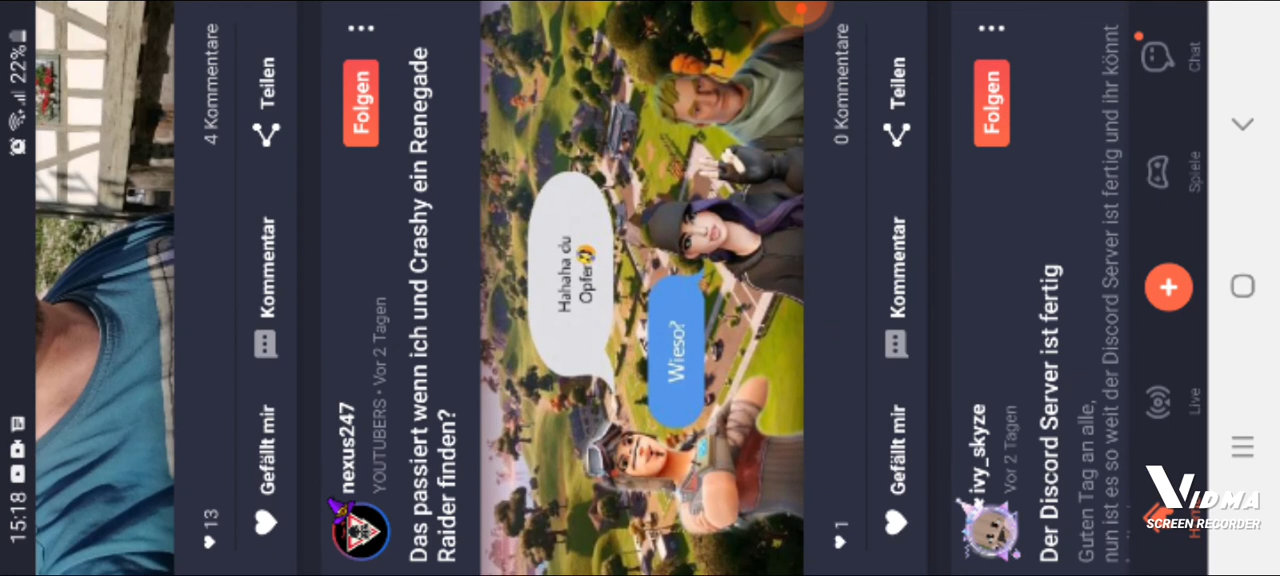 15:18
22%
13
4 Kommentare
Gefällt mir
Kommentar
Teilen
nexus247
YOUTUBERS • Vor 2 Tagen
Folgen
Das passiert wenn ich und Crashy ein Renegade
Raider finden?
Hahaha du
Opfer🤣
Wieso?
1
0 Kommentare
Gefällt mir
Kommentar
Teilen
ivy_skyze
Vor 2 Tagen
Folgen
Der Discord Server ist fertig
Guten Tag an alle,
nun ist es so weit der Discord Server ist fertig und ihr könnt
Live
Spiele
Chat
VIDMA
SCREEN RECORDER